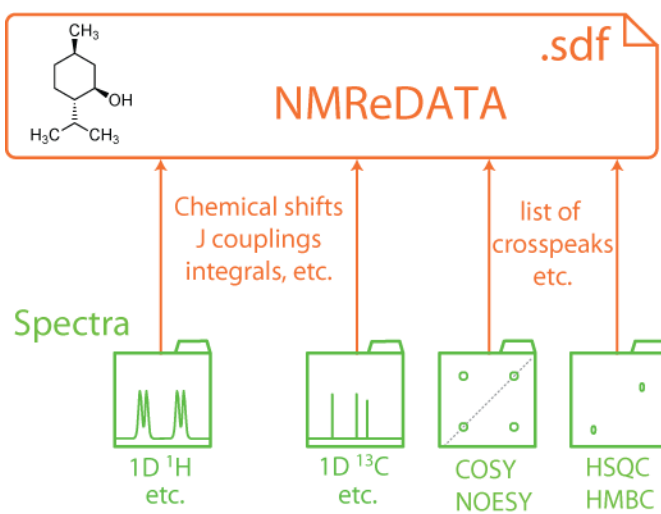 CH3
.sdf
OH
H3C
CH3
NMReDATA
Chemical shifts
J couplings
integrals, etc.
list of
crosspeaks
etc.
Spectra
1D ¹H
etc.
1D ¹³C
etc.
COSY
NOESY
HSQC
HMBC